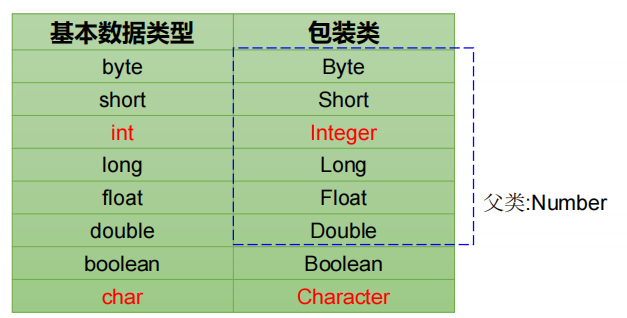 基本数据类型 包装类
byte Byte
short Short
int Integer
long Long
float Float
父类:Number
double Double
boolean Boolean
char Character